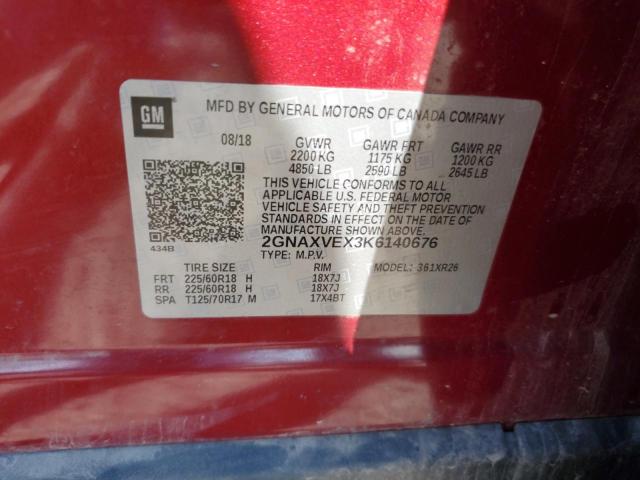 GM
MFD BY GENERAL MOTORS OF CANADA COMPANY
08/18 GVWR GAWR FRT GAWR RR
2200 KG 1175 KG 1200 KG
4850 LB 2590 LB 2645 LB
THIS VEHICLE CONFORMS TO ALL
APPLICABLE U.S. FEDERAL MOTOR
VEHICLE SAFETY AND THEFT PREVENTION
STANDARDS IN EFFECT ON THE DATE OF
MANUFACTURE SHOWN ABOVE.
434B 2GNAXVEX3K6140676
TYPE: M.P.V. MODEL: 361XR26
TIRE SIZE RIM
FRT 225/60R18 H 18X7J
RR 225/60R18 H 18X7J
SPA T125/70R17 M 17X4BT